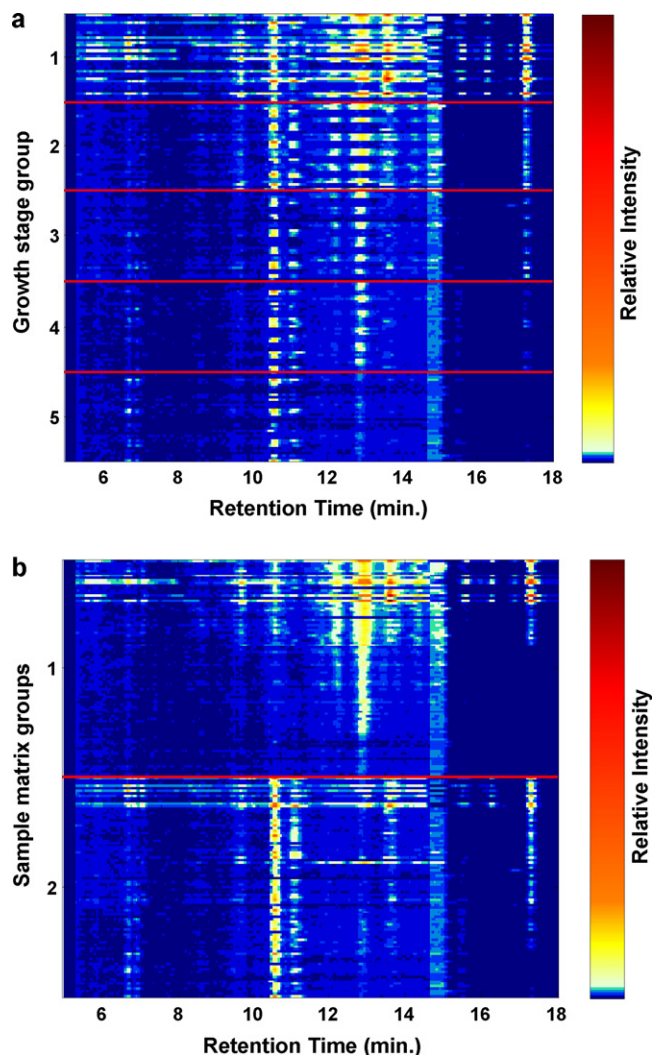 a
Growth stage group
1
2
3
4
5
6 8 10 12 14 16 18
Retention Time (min.)
Relative Intensity
b
Sample matrix groups
1
2
6 8 10 12 14 16 18
Retention Time (min.)
Relative Intensity